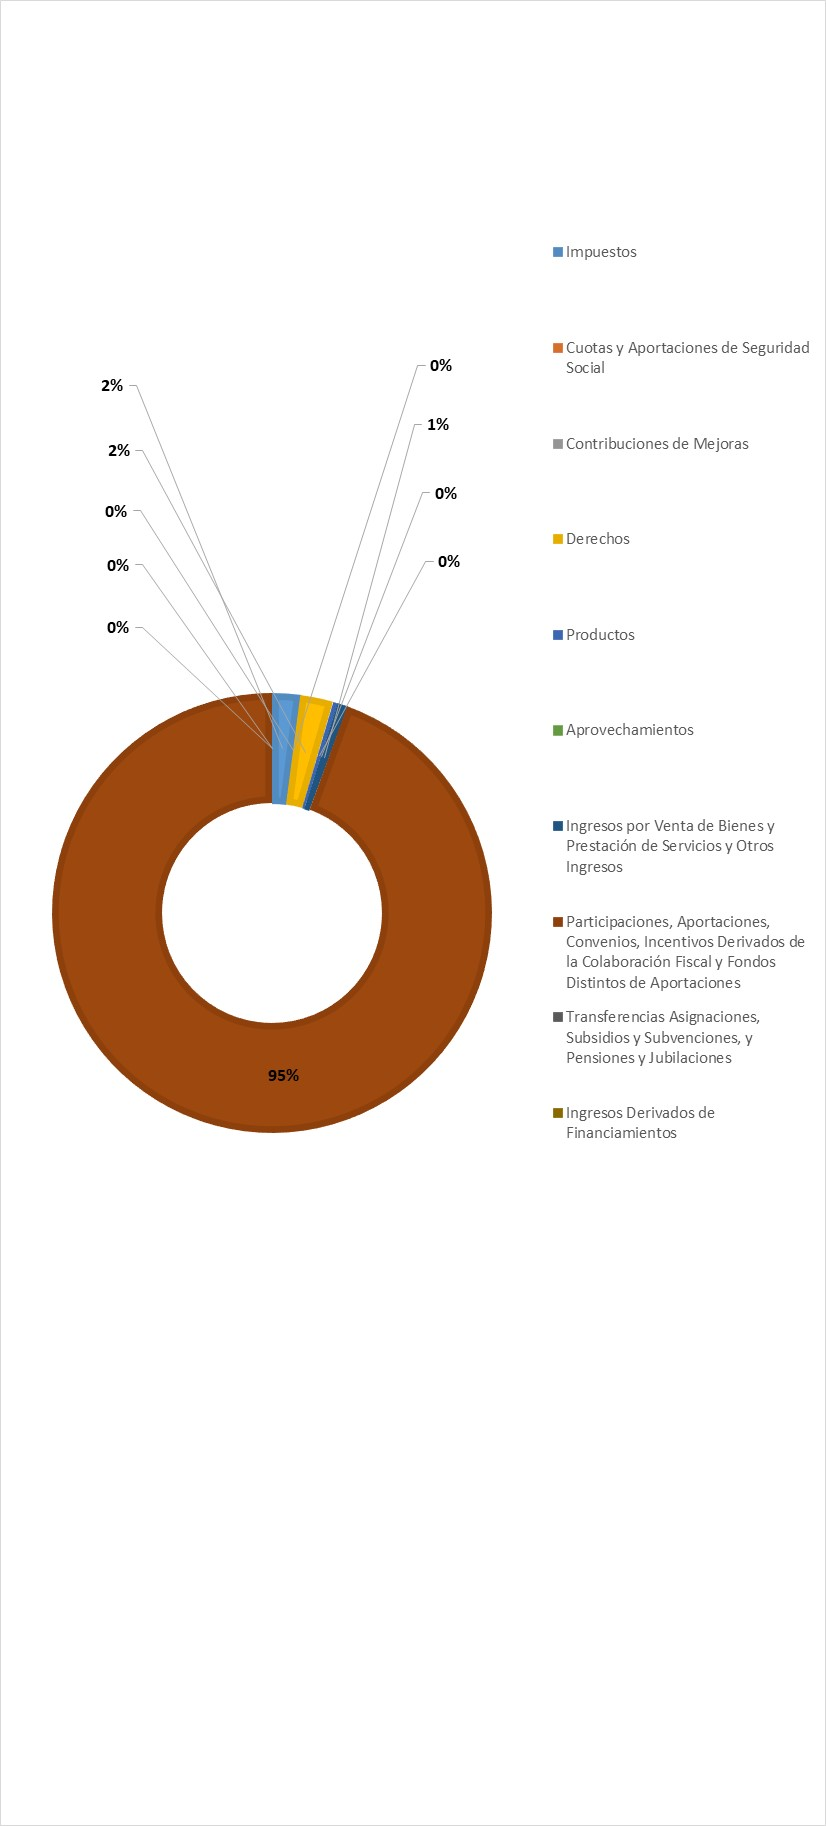 Impuestos
Cuotas y Aportaciones de Seguridad
Social
0%
2%
1%
Contribuciones de Mejoras
2%
0%
0%
Derechos
0%
0%
0%
Productos
Aprovechamientos
Ingresos por Venta de Bienes y
Prestación de Servicios y Otros
Ingresos
Participaciones, Aportaciones,
Convenios, Incentivos Derivados de
la Colaboración Fiscal y Fondos
Distintos de Aportaciones
Transferencias Asignaciones,
Subsidios y Subvenciones, y
Pensiones y Jubilaciones
95%
Ingresos Derivados de
Financiamientos